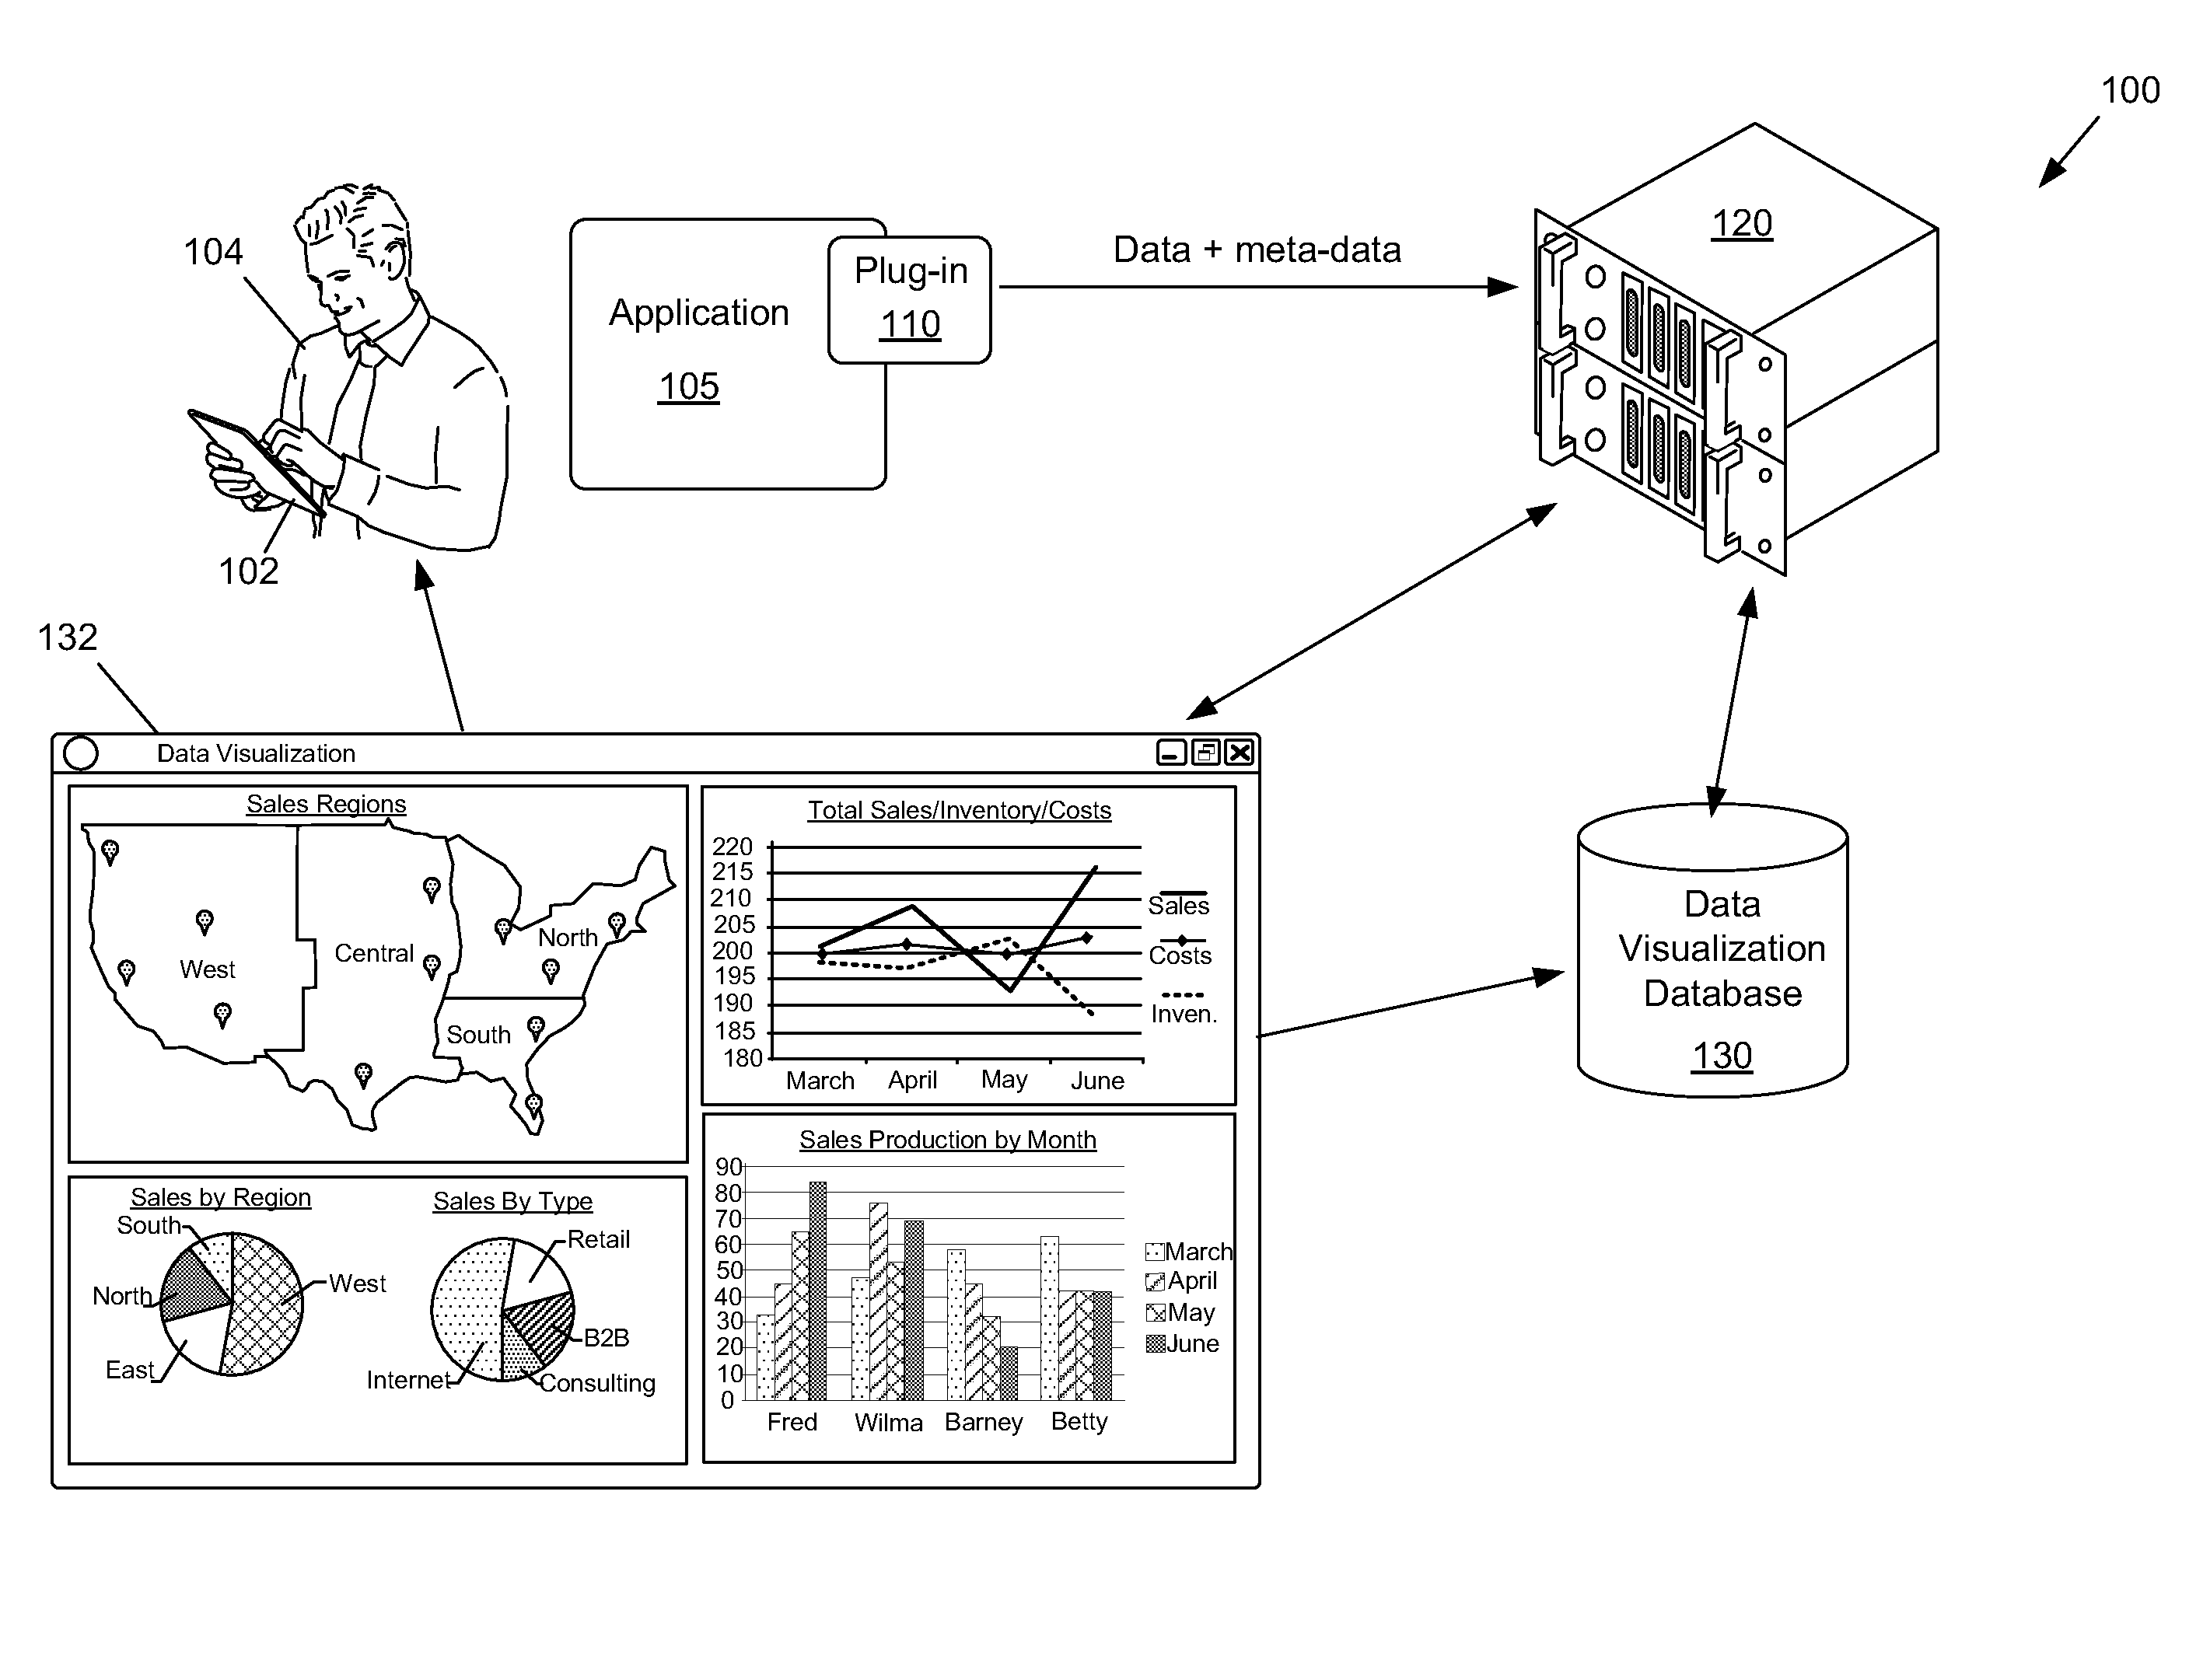 100
120
104
Application
105
Plug-in
110
Data + meta-data
102
132
Data Visualization
Sales Regions
West
Central
North
South
Total Sales/Inventory/Costs
220
215
210
205
200
195
190
185
180
March April May June
Sales
Costs
Inven.
Data
Visualization
Database
130
Sales by Region
South
North
East
West
Sales By Type
Retail
B2B
Internet
Consulting
Sales Production by Month
90
80
70
60
50
40
30
20
10
0
Fred Wilma Barney Betty
March
April
May
June